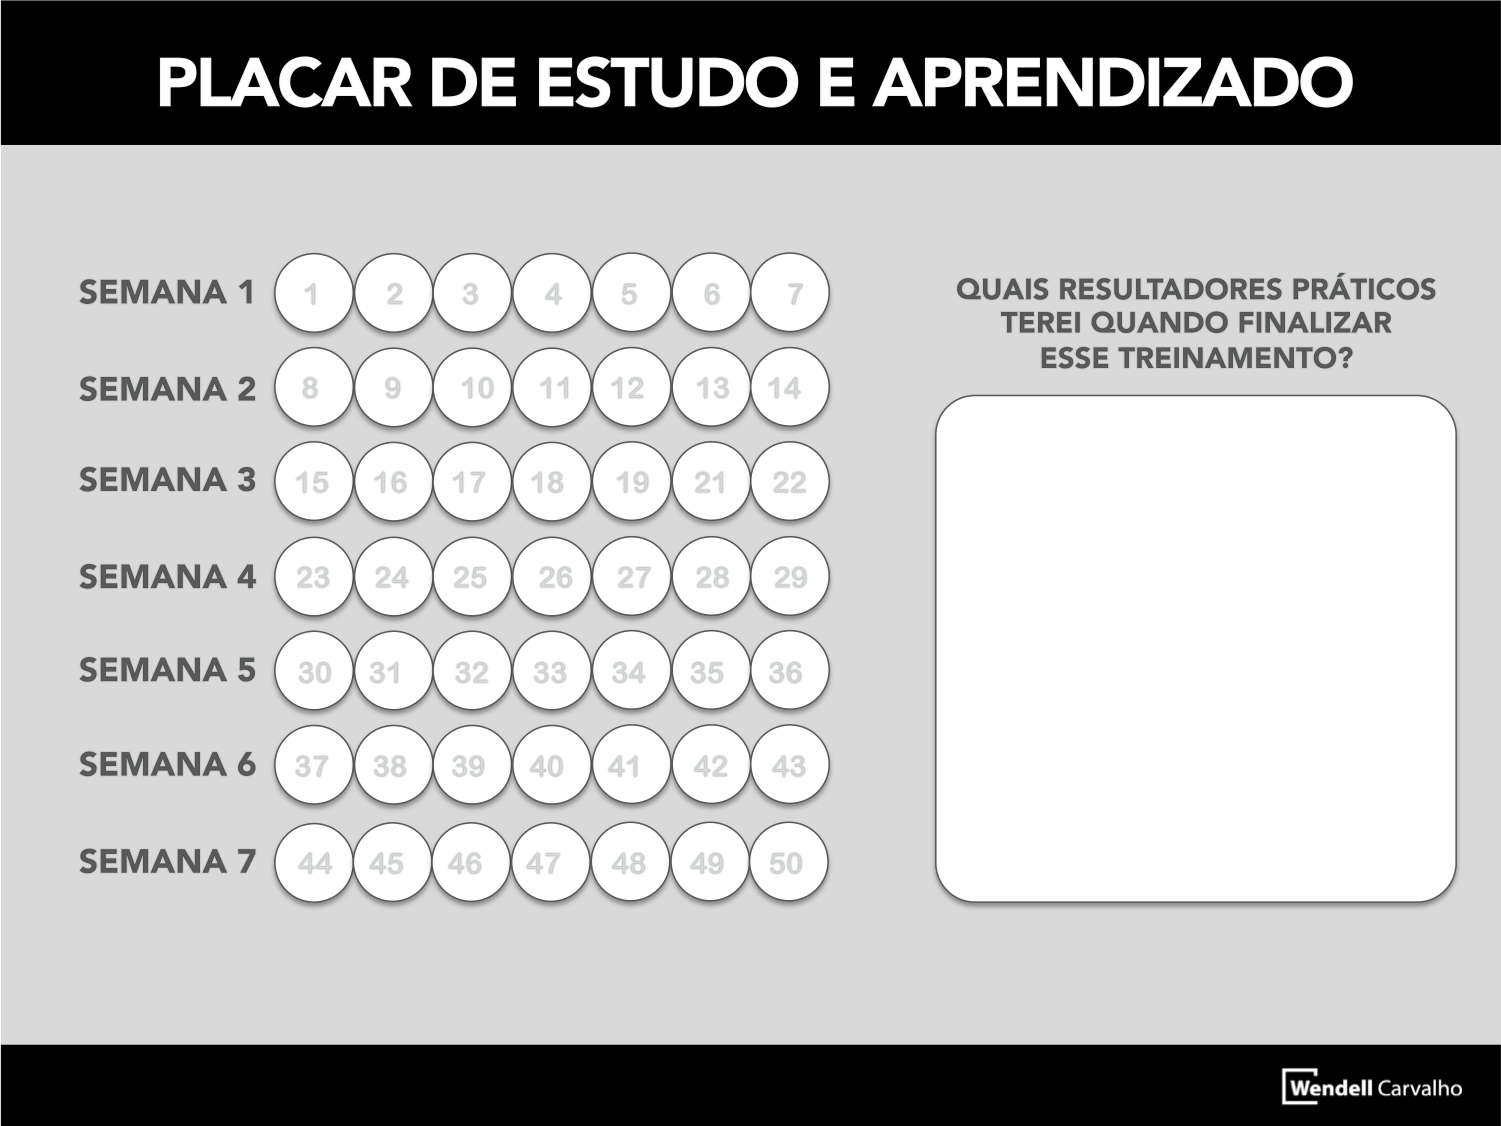 PLACAR DE ESTUDO E APRENDIZADO
SEMANA 1 1 2 3 4 5 6 7
SEMANA 2 8 9 10 11 12 13 14
SEMANA 3 15 16 17 18 19 21 22
SEMANA 4 23 24 25 26 27 28 29
SEMANA 5 30 31 32 33 34 35 36
SEMANA 6 37 38 39 40 41 42 43
SEMANA 7 44 45 46 47 48 49 50
QUAIS RESULTADORES PRÁTICOS
TEREI QUANDO FINALIZAR
ESSE TREINAMENTO?
Wendell Carvalho